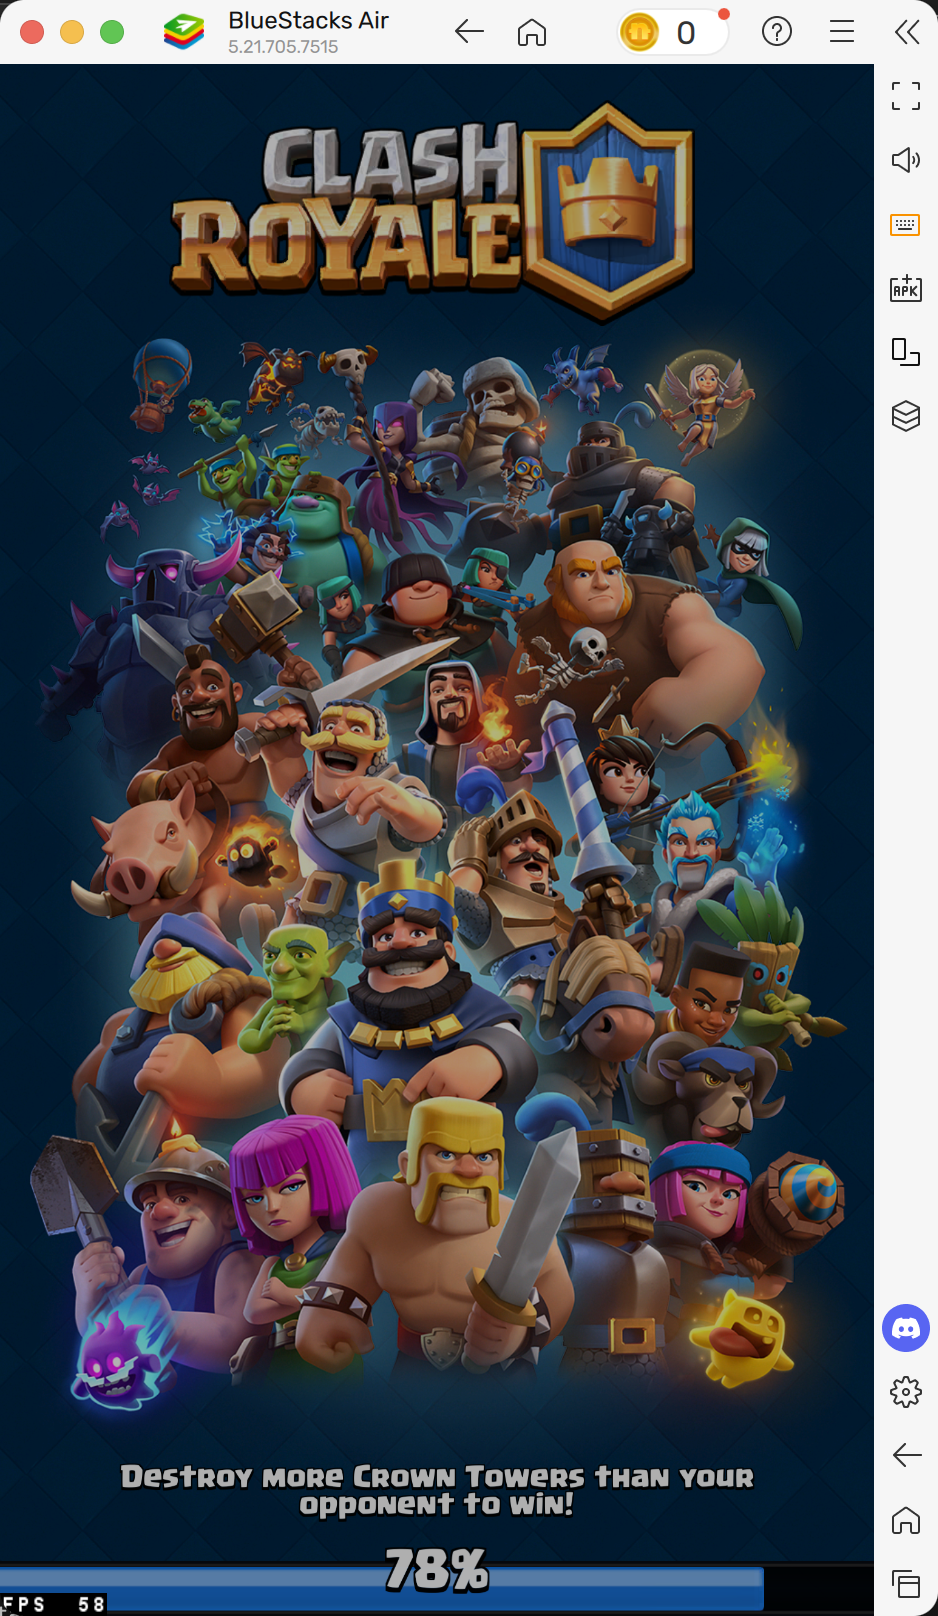 BlueStacks Air
5.21.705.7515
0
APK
CLASH
ROYALE
Destroy more Crown Towers than your
opponent to win!
78%
FPS 58